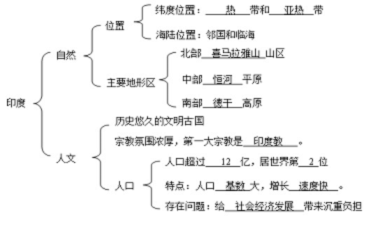 纬度位置：热带和亚热带
位置
海陆位置：邻国和临海
自然
北部喜马拉雅山山区
主要地形区
中部恒河平原
南部德干高原
印度
历史悠久的文明古国
宗教氛围浓厚，第一大宗教是印度教。
人文
人口超过12亿，居世界第2位
人口
特点：人口基数大，增长速度快。
存在问题：给社会经济发展带来沉重负担